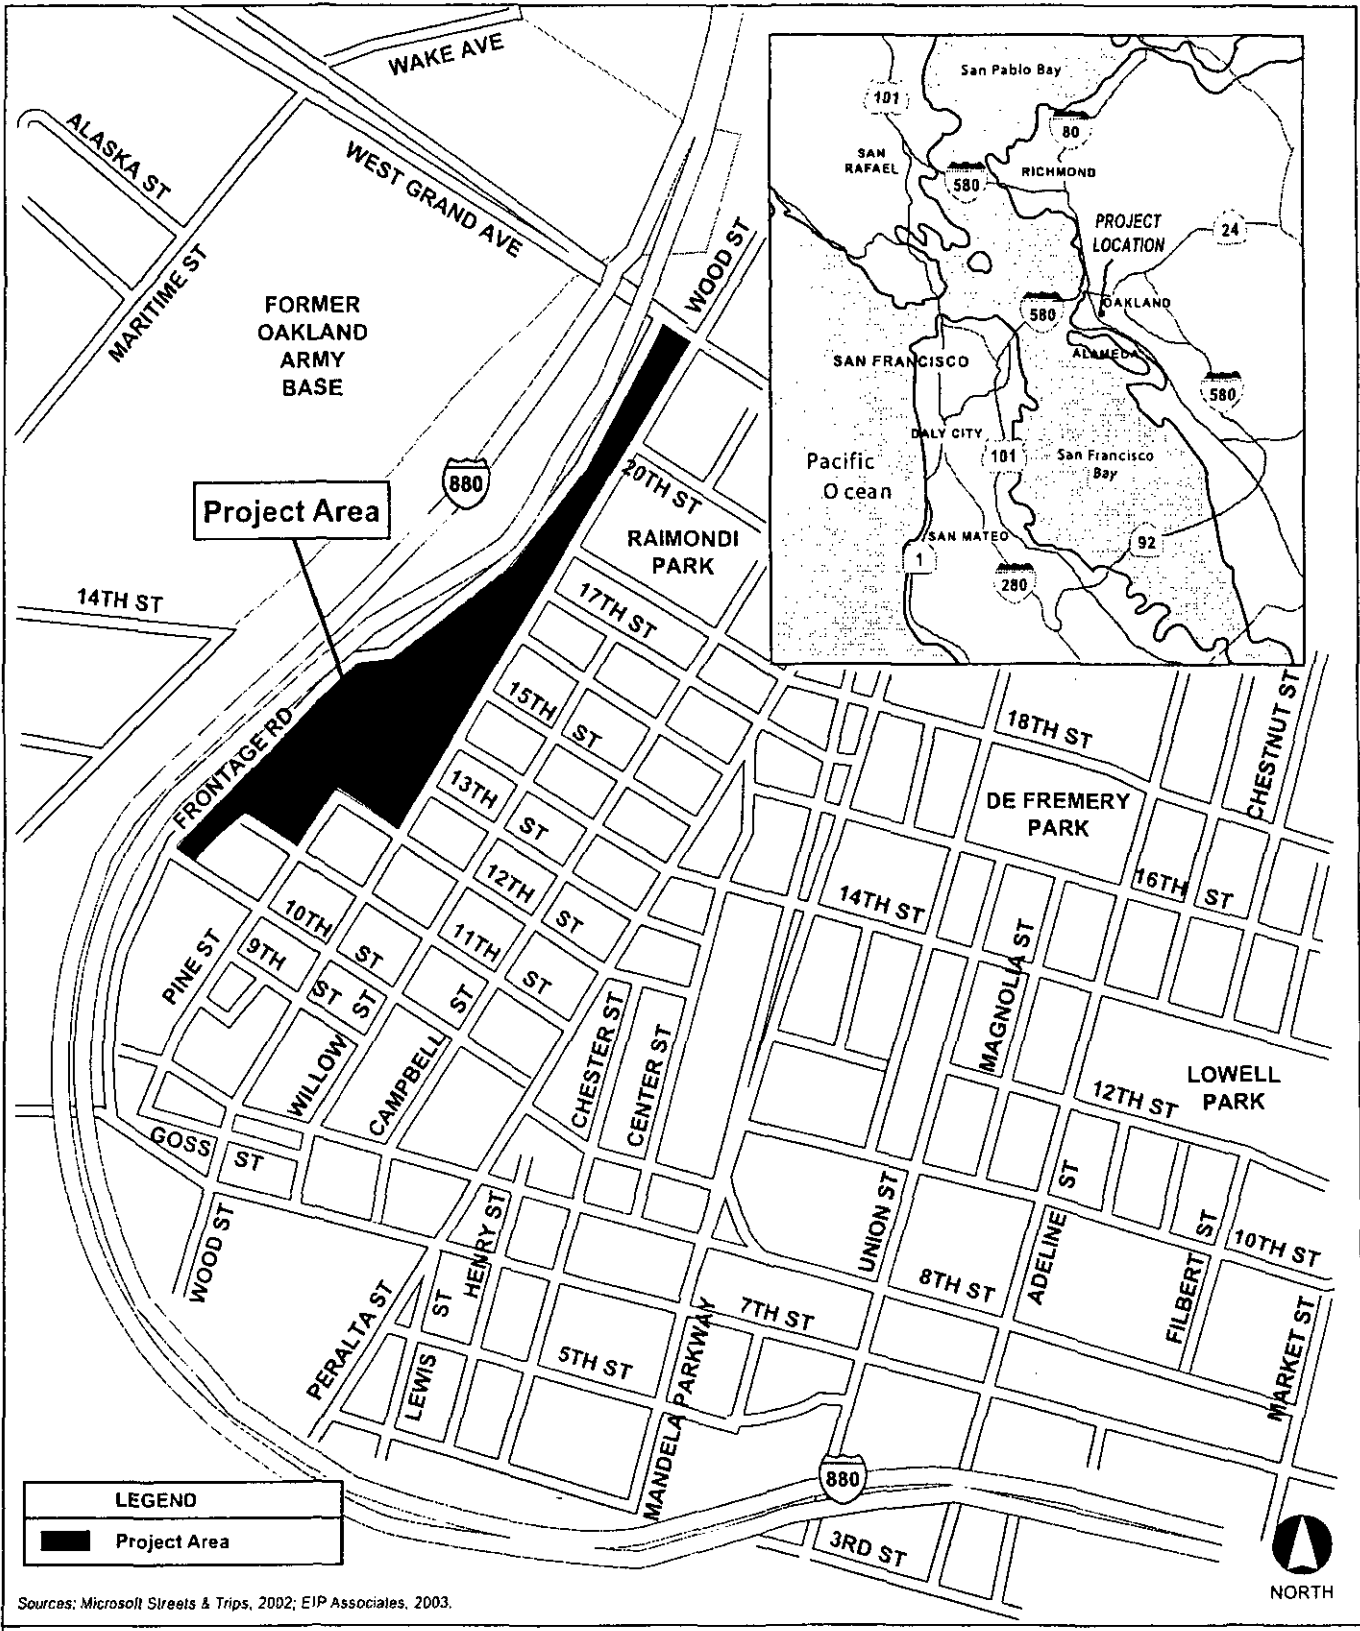 WAKE AVE
ALASKA ST
WEST GRAND AVE
MARITIME ST
WOOD ST
FORMER
OAKLAND
ARMY
BASE
880
Project Area
20TH ST
RAIMONDI
PARK
14TH ST
17TH ST
15TH ST
FRONTAGE RD
13TH ST
12TH ST
10TH ST
11TH ST
9TH ST
PINE ST
WILLOW ST
CAMPBELL ST
CHESTER ST
CENTER ST
GOSS ST
WOOD ST
HENRY ST
PERALTA ST
LEWIS ST
5TH ST
7TH ST
MANDELA PARKWAY
880
3RD ST
18TH ST
CHESTNUT ST
DE FREMERY
PARK
16TH ST
14TH ST
MAGNOLIA ST
LOWELL
PARK
12TH ST
UNION ST
ADELINE ST
8TH ST
FILBERT ST
10TH ST
MARKET ST
San Pablo Bay
101
80
SAN
RAFAEL
RICHMOND
580
PROJECT
LOCATION
24
OAKLAND
580
SAN FRANCISCO
ALAMEDA
580
DALY CITY
101
San Francisco
Bay
Pacific
Ocean
SAN MATEO
92
1
280
LEGEND
Project Area
NORTH
Sources: Microsoft Streets & Trips, 2002; EIP Associates, 2003.